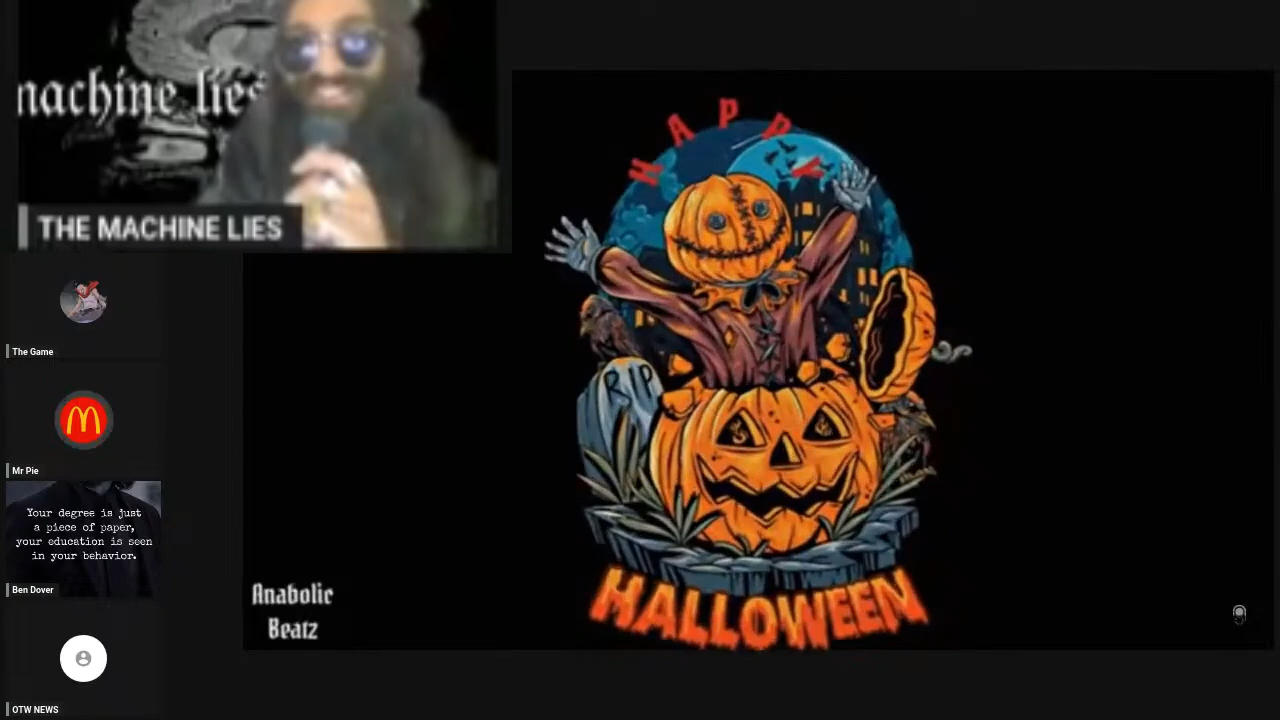 machine lies
THE MACHINE LIES
The Game
Mr Pie
Your degree is just
a piece of paper,
your education is seen
in your behavior.
Ben Dover
OTW NEWS
HAPPY
RIP
HALLOWEEN
Anabolic
Beatz